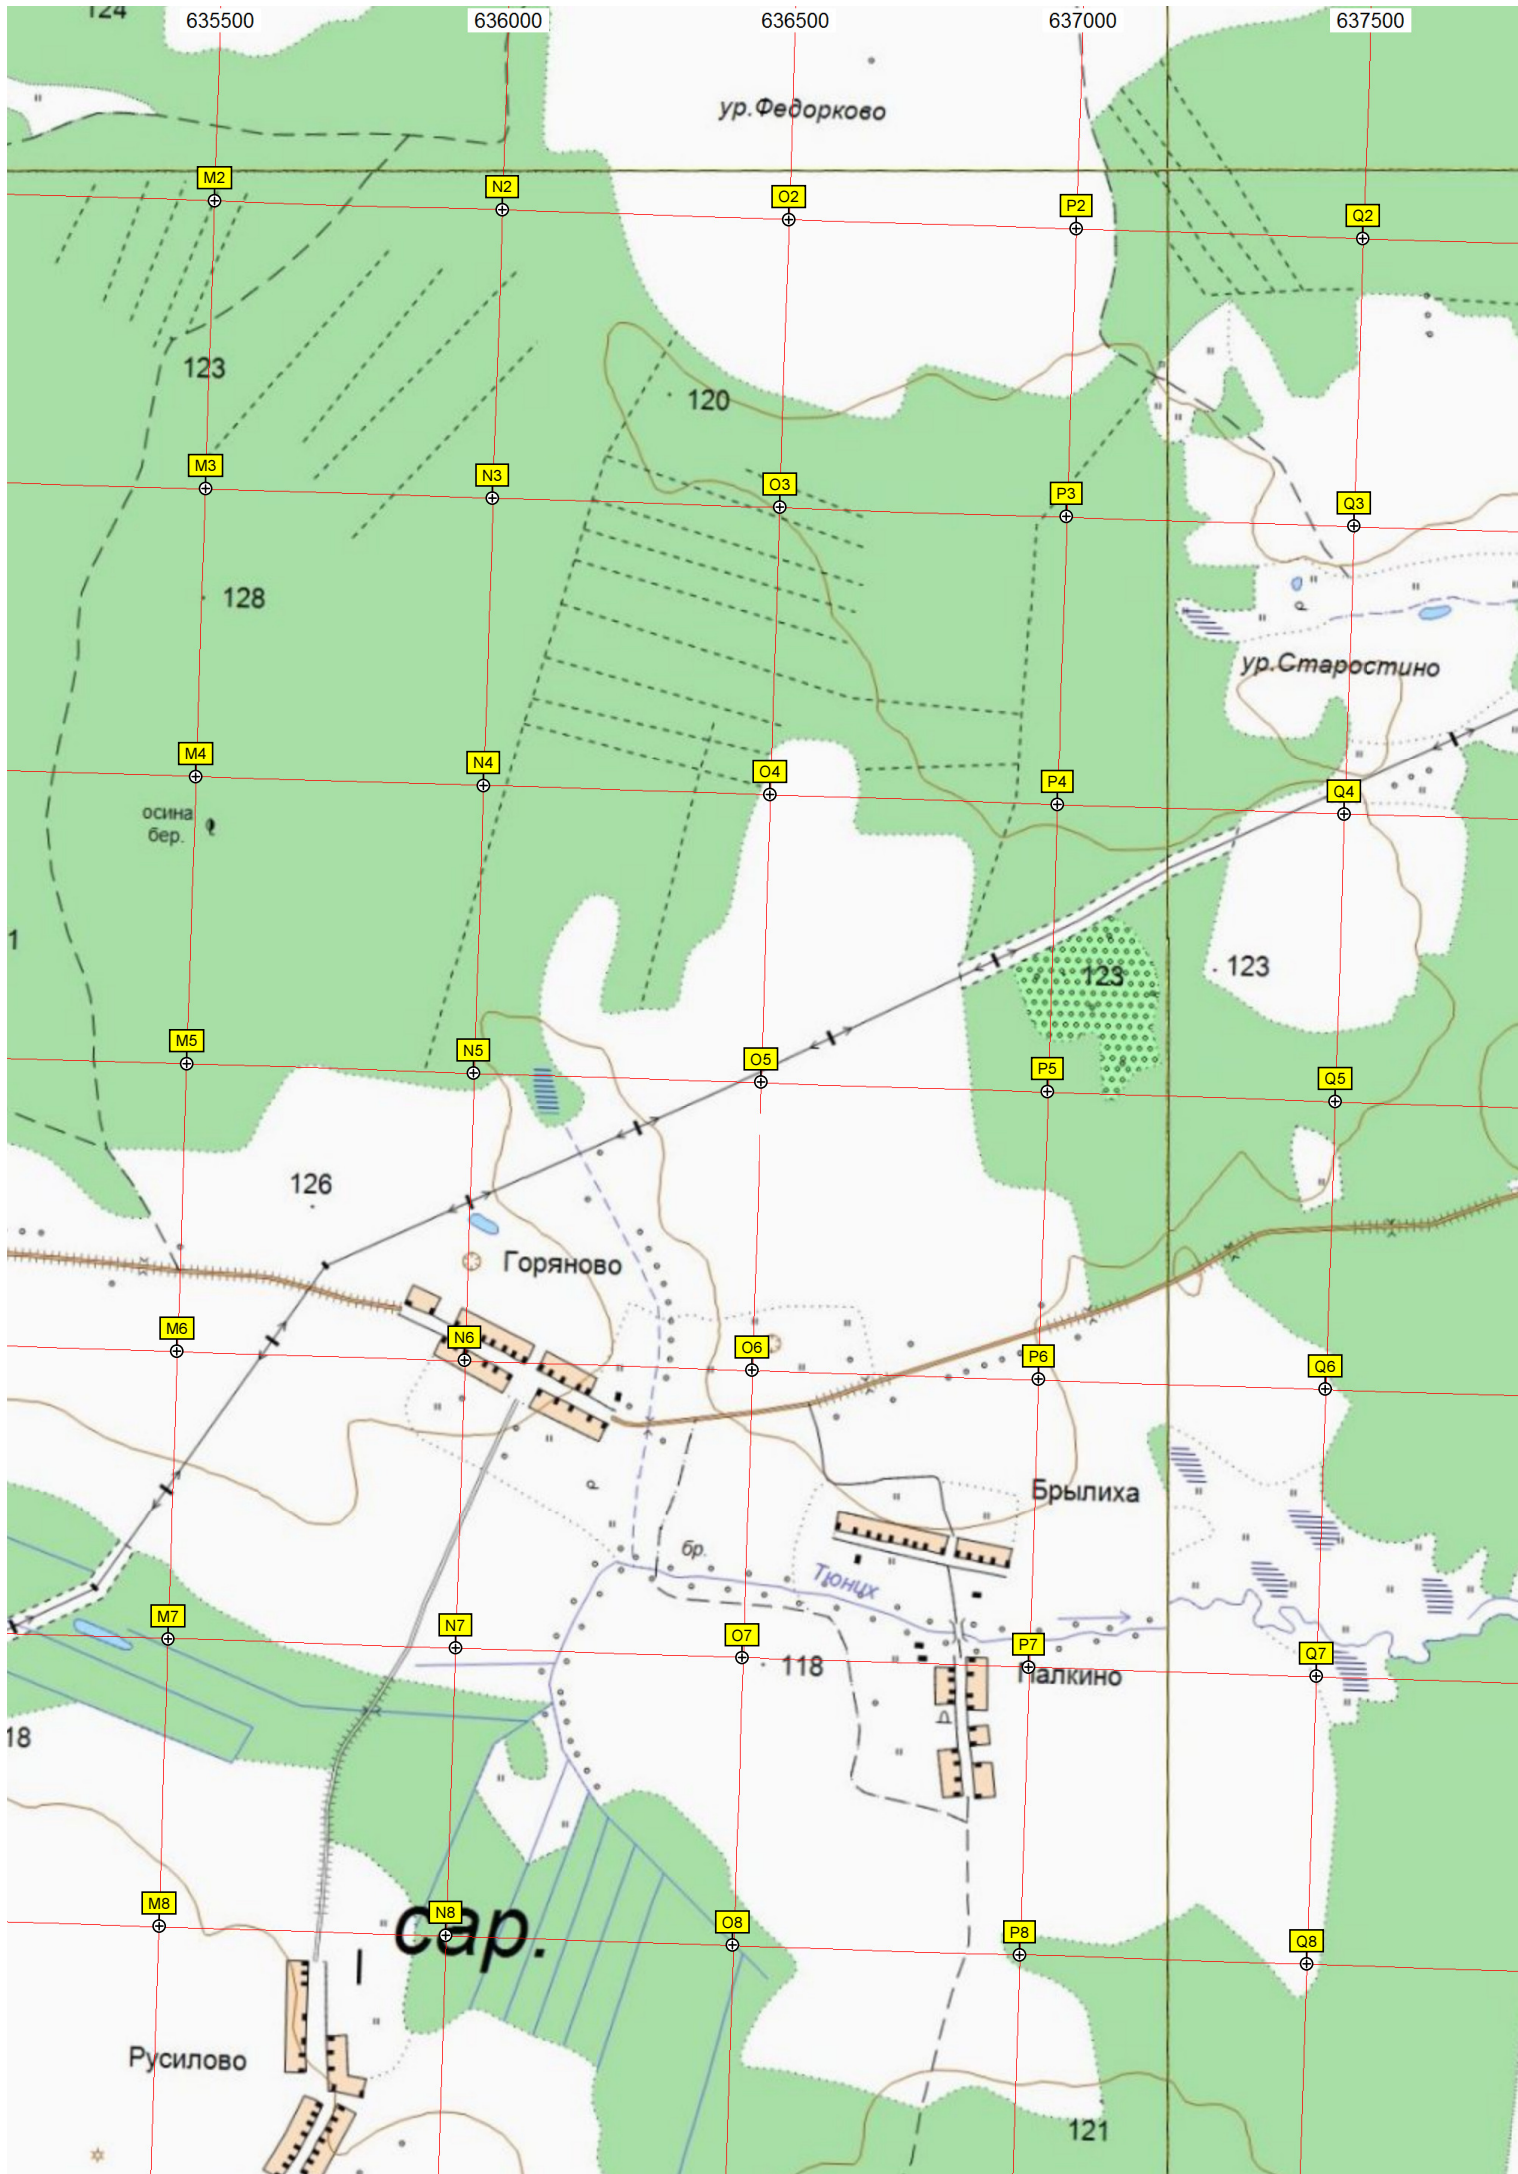 124
635500 636000 636500 637000 637500
ур.Федорково
M2 N2 O2 P2 Q2
123
120
M3 N3 O3 P3 Q3
128
ур.Старостино
M4 N4 O4 P4 Q4
осина
бер.
1
123
123
M5 N5 O5 P5 Q5
126
Горяново
M6 N6 O6 P6 Q6
Брылиха
бр.
Тюнцх
M7 N7 O7 P7 Q7
118
Палкино
18
M8 N8 O8 P8 Q8
сар.
Русилово
121